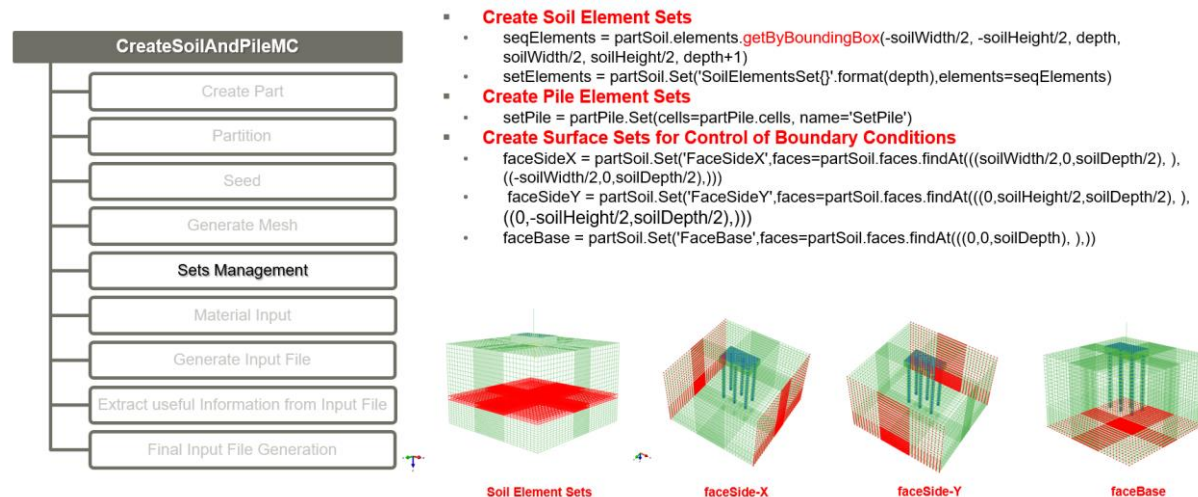 CreateSoilAndPileMC
Create Part
Partition
Seed
Generate Mesh
Sets Management
Material Input
Generate Input File
Extract useful Information from Input File
Final Input File Generation
▪ Create Soil Element Sets
• seqElements = partSoil.elements.getByBoundingBox(-soilWidth/2, -soilHeight/2, depth,
soilWidth/2, soilHeight/2, depth+1)
• setElements = partSoil.Set('SoilElementsSet{}'.format(depth),elements=seqElements)
▪ Create Pile Element Sets
• setPile = partPile.Set(cells=partPile.cells, name='SetPile')
▪ Create Surface Sets for Control of Boundary Conditions
• faceSideX = partSoil.Set('FaceSideX',faces=partSoil.faces.findAt(((soilWidth/2,0,soilDepth/2), ),
((-soilWidth/2,0,soilDepth/2),)))
• faceSideY = partSoil.Set('FaceSideY',faces=partSoil.faces.findAt(((0,soilHeight/2,soilDepth/2), ),
((0,-soilHeight/2,soilDepth/2),)))
• faceBase = partSoil.Set('FaceBase',faces=partSoil.faces.findAt(((0,0,soilDepth), ),))
Soil Element Sets
faceSide-X
faceSide-Y
faceBase